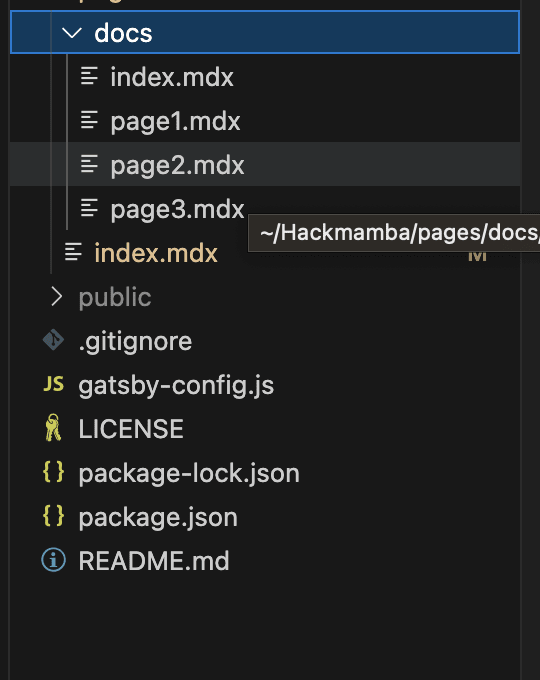 docs
index.mdx
page1.mdx
page2.mdx
page3.mdx
~/Hackmamba/pages/docs/
index.mdx M
public
.gitignore
JS gatsby-config.js
LICENSE
{} package-lock.json
{} package.json
README.md